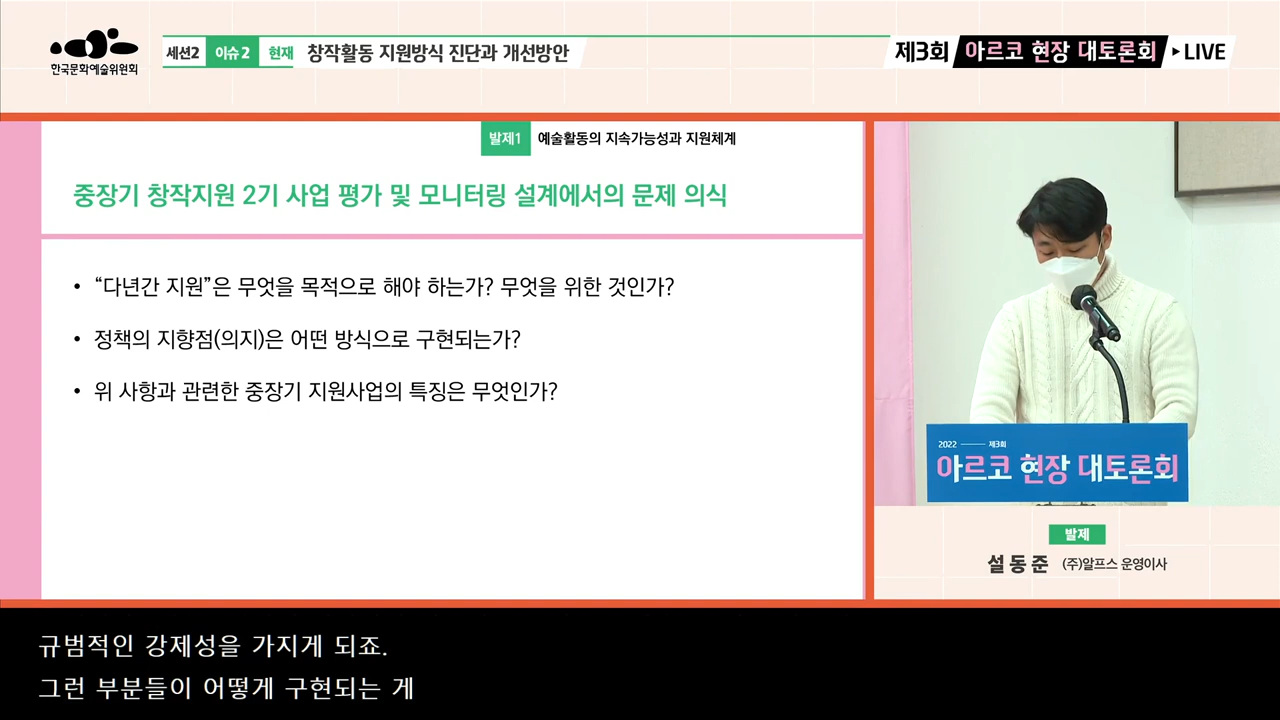 한국문화예술위원회
세션2 이슈 2 현재 창작활동 지원방식 진단과 개선방안
제3회 아르코 현장 대토론회 ▶ LIVE
발제1 예술활동의 지속가능성과 지원체계
중장기 창작지원 2기 사업 평가 및 모니터링 설계에서의 문제 의식
• “다년간 지원”은 무엇을 목적으로 해야 하는가? 무엇을 위한 것인가?
• 정책의 지향점(의지)은 어떤 방식으로 구현되는가?
• 위 사항과 관련한 중장기 지원사업의 특징은 무엇인가?
2022 제3회
아르코 현장 대토론회
발제
설동준 (주)알프스 운영이사
규범적인 강제성을 가지게 되죠.
그런 부분들이 어떻게 구현되는 게